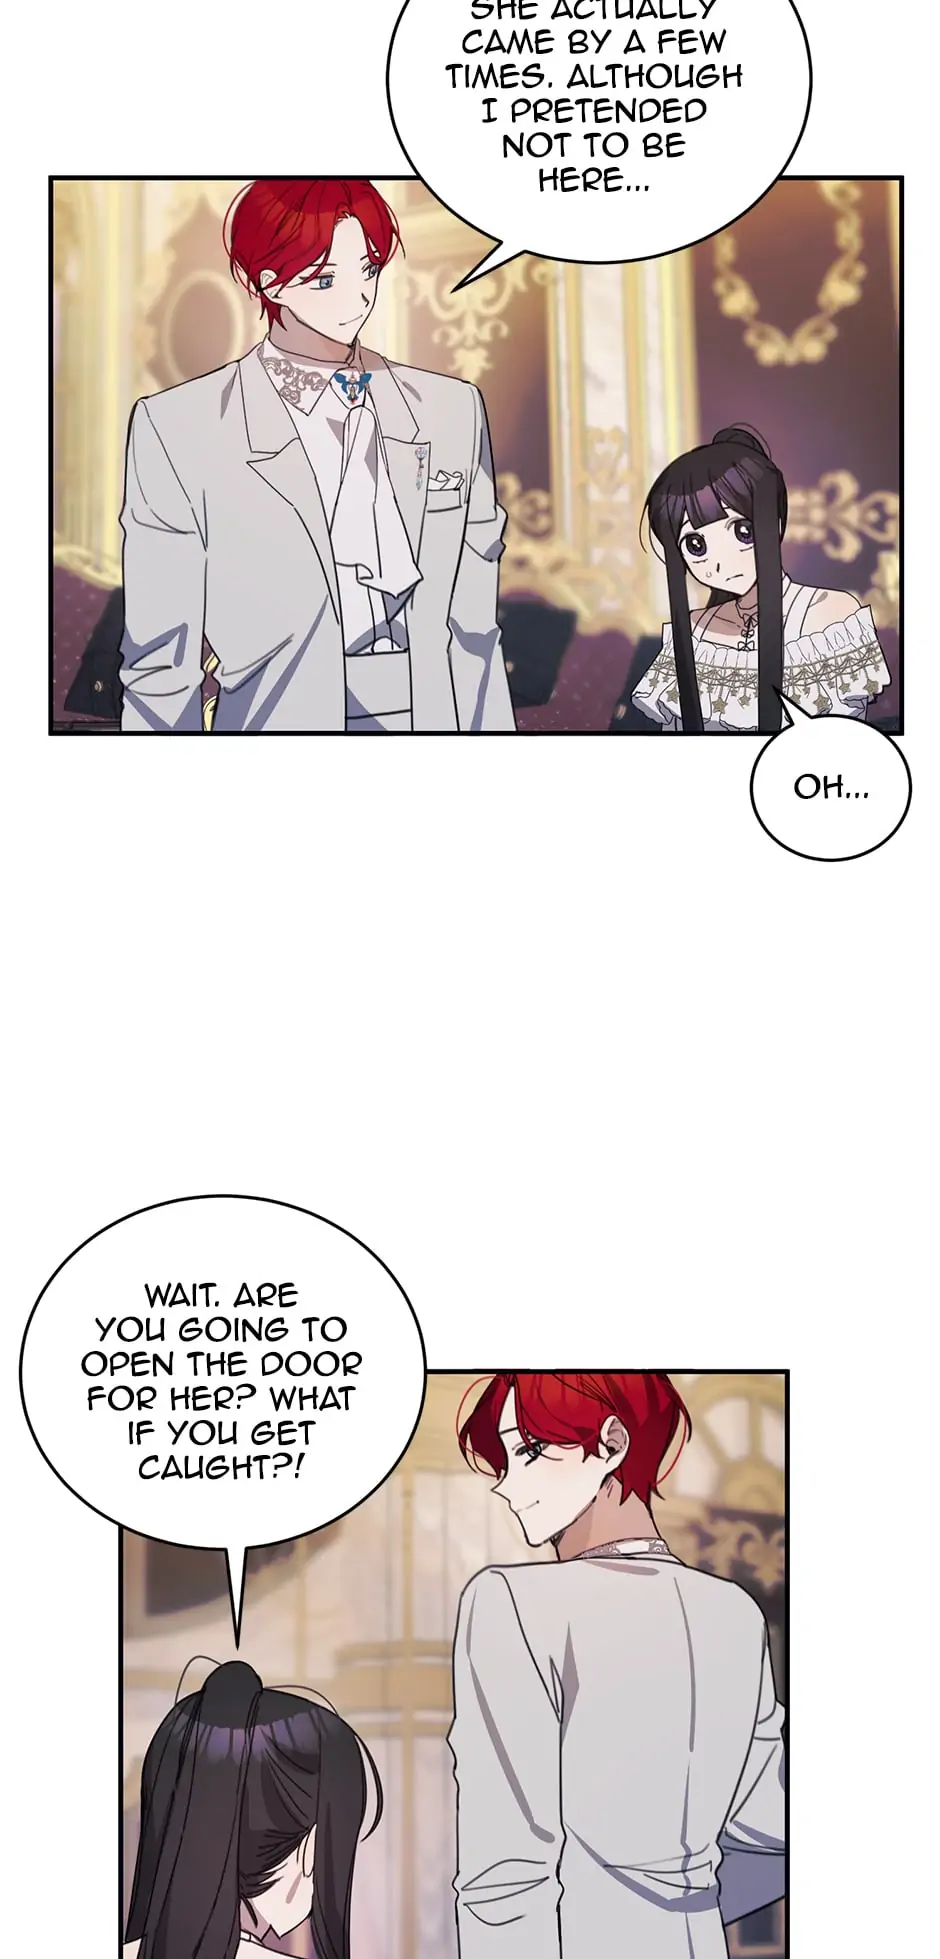 SHE ACTUALLY
CAME BY A FEW
TIMES. ALTHOUGH
I PRETENDED
NOT TO BE
HERE...
OH...
WAIT. ARE
YOU GOING TO
OPEN THE DOOR
FOR HER? WHAT
IF YOU GET
CAUGHT?!